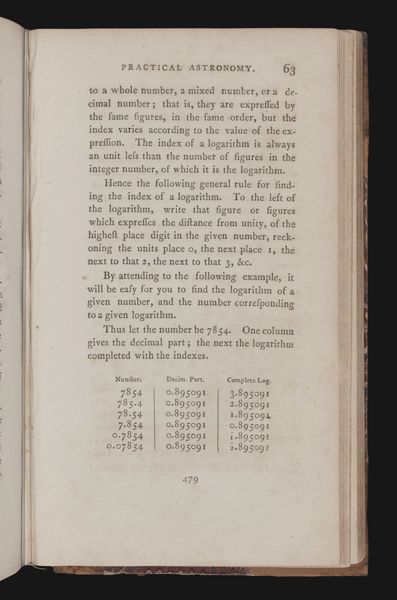 PRACTICAL ASTRONOMY. 63
to a whole number, a mixed number, or a de-
cimal number; that is, they are expreſſed by
the ſame figures, in the ſame order, but the
index varies according to the value of the ex-
preſſion. The index of a logarithm is always
an unit leſs than the number of figures in the
integer number, of which it is the logarithm.
Hence the following general rule for find-
ing the index of a logarithm. To the left of
the logarithm, write that figure or figures
which expreſſes the diſtance from unity, of the
higheſt place digit in the given number, reck-
oning the units place 0, the next place 1, the
next to that 2, the next to that 3, &c.
By attending to the following example, it
will be eaſy for you to find the logarithm of a
given number, and the number correſponding
to a given logarithm.
Thus let the number be 7854. One column
gives the decimal part; the next the logarithm
completed with the indexes.
Number. Decim. Part. Complete Log.
7854 0.895091 3.895091
785.4 0.895091 2.895091
78.54 0.895091 1.895091
7.854 0.895091 0.895091
0.7854 0.895091 1̅.895091
0.07854 0.895091 2̅.895091
479